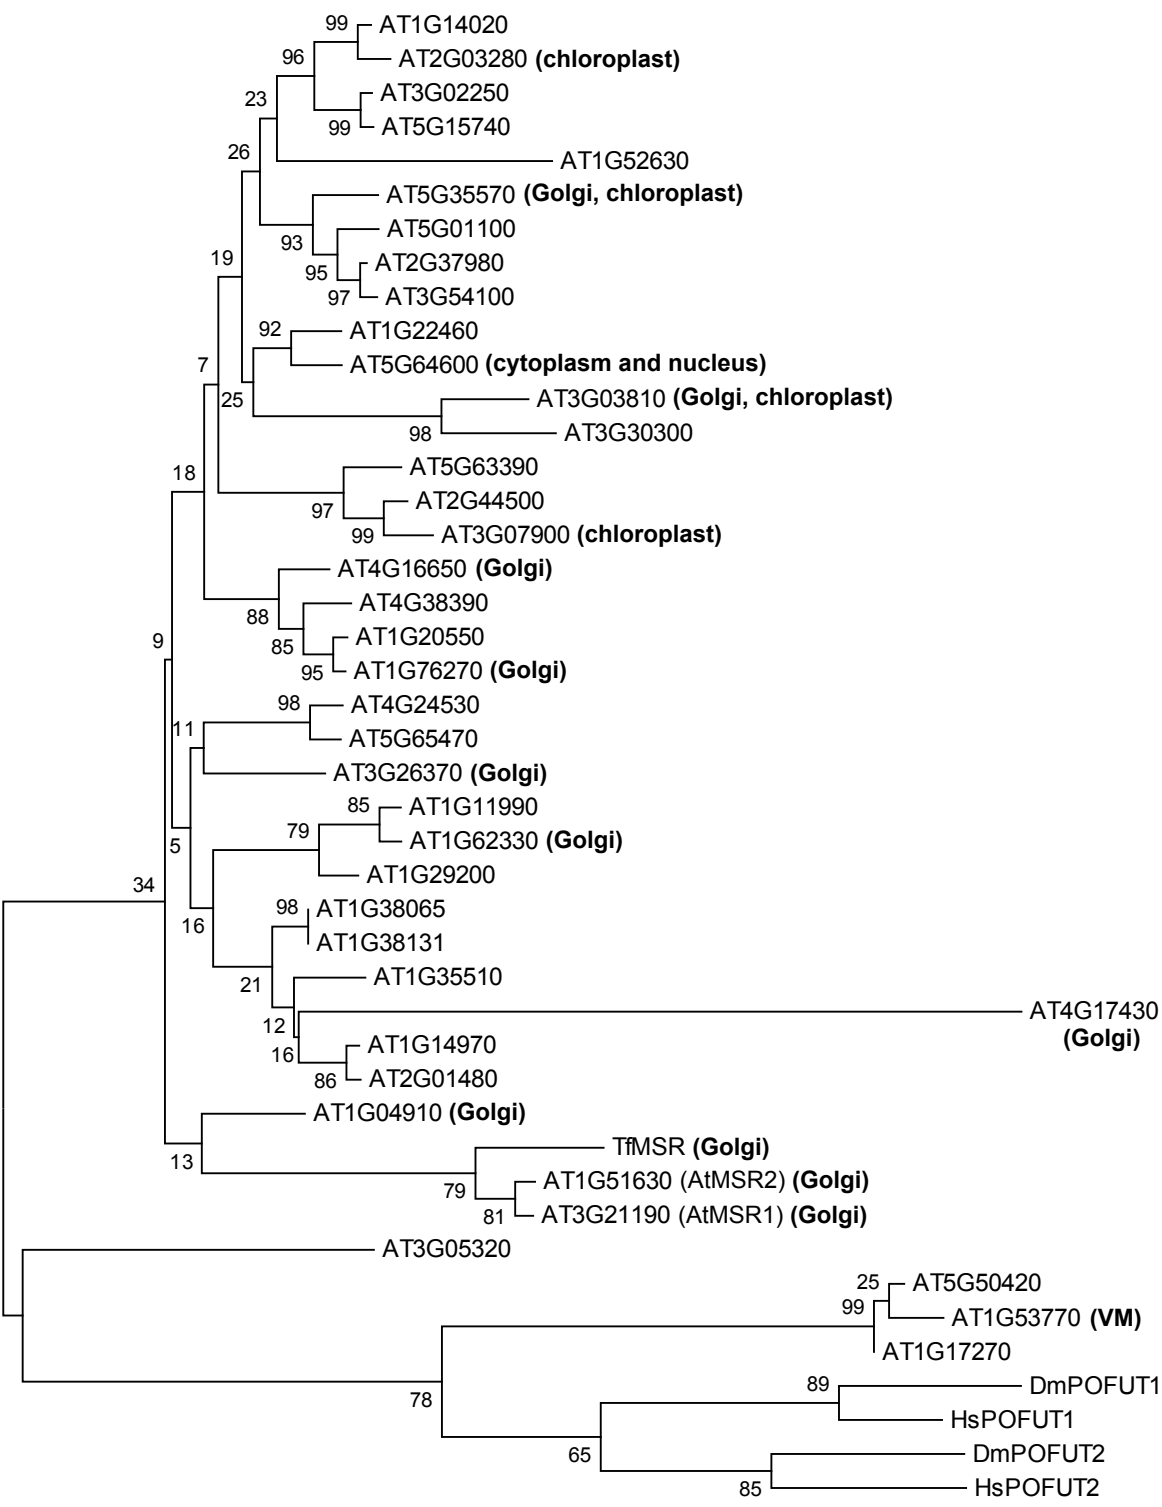 99 AT1G14020
96 AT2G03280 (chloroplast)
AT3G02250
23
99 AT5G15740
26 AT1G52630
AT5G35570 (Golgi, chloroplast)
93 AT5G01100
19 95 AT2G37980
97 AT3G54100
92 AT1G22460
7 AT5G64600 (cytoplasm and nucleus)
25 AT3G03810 (Golgi, chloroplast)
98 AT3G30300
18 AT5G63390
97 AT2G44500
99 AT3G07900 (chloroplast)
AT4G16650 (Golgi)
88 AT4G38390
9 85 AT1G20550
95 AT1G76270 (Golgi)
98 AT4G24530
11 AT5G65470
AT3G26370 (Golgi)
85 AT1G11990
5 79 AT1G62330 (Golgi)
AT1G29200
34
98 AT1G38065
16 AT1G38131
21 AT1G35510
AT4G17430
12 (Golgi)
16 AT1G14970
86 AT2G01480
AT1G04910 (Golgi)
13 TfMSR (Golgi)
79 AT1G51630 (AtMSR2) (Golgi)
81 AT3G21190 (AtMSR1) (Golgi)
AT3G05320
25 AT5G50420
99 AT1G53770 (VM)
AT1G17270
89 DmPOFUT1
78 HsPOFUT1
65 DmPOFUT2
85 HsPOFUT2